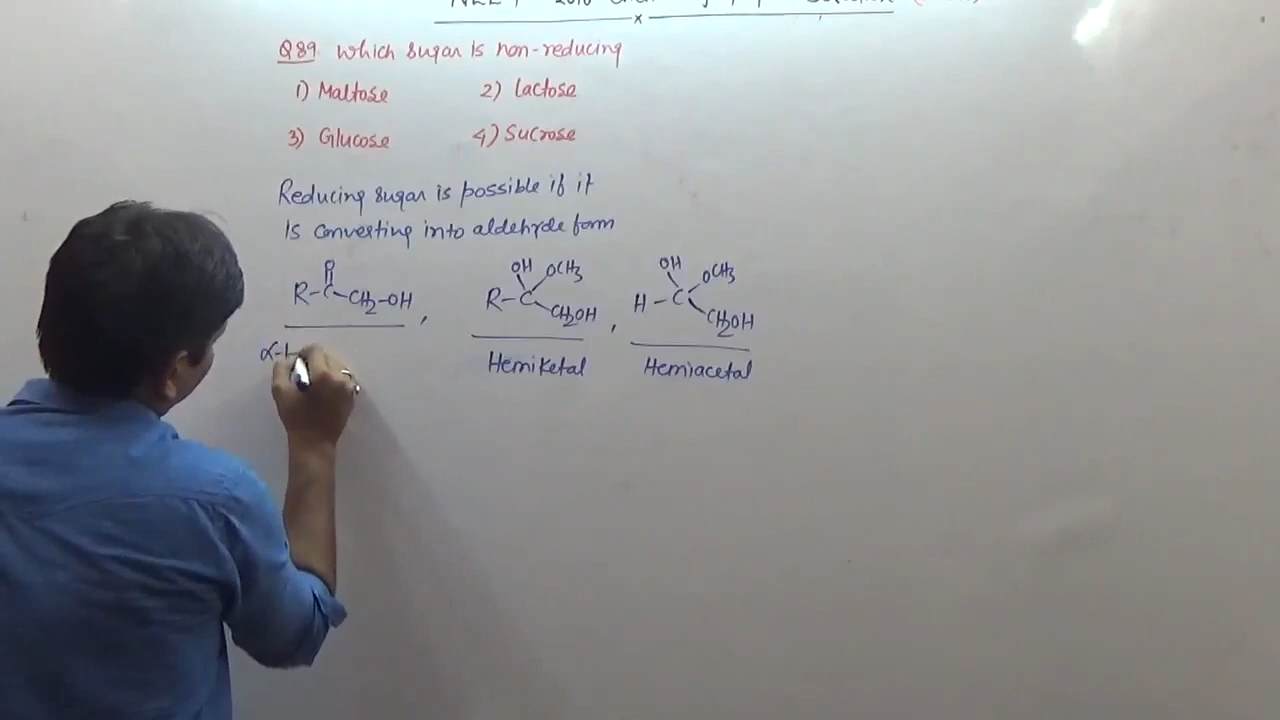 2016
Q89 which sugar is non-reducing
1) Maltose 2) Lactose
3) Glucose 4) Sucrose
Reducing sugar is possible if it
is converting into aldehyde form
O OH OCH3 OH OCH3
R-C-CH2-OH , R-C-CH2OH , H-C-CH2OH
α- Hemiketal Hemiacetal